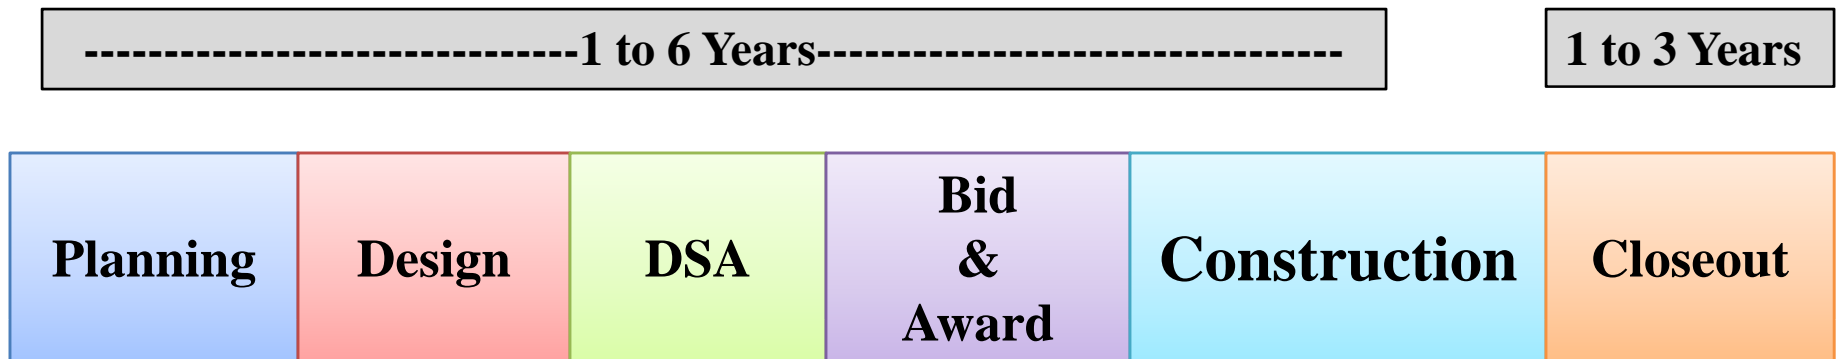 ------------------------------1 to 6 Years--------------------------------
1 to 3 Years
Planning
Design
DSA
Bid
&
Award
Construction
Closeout